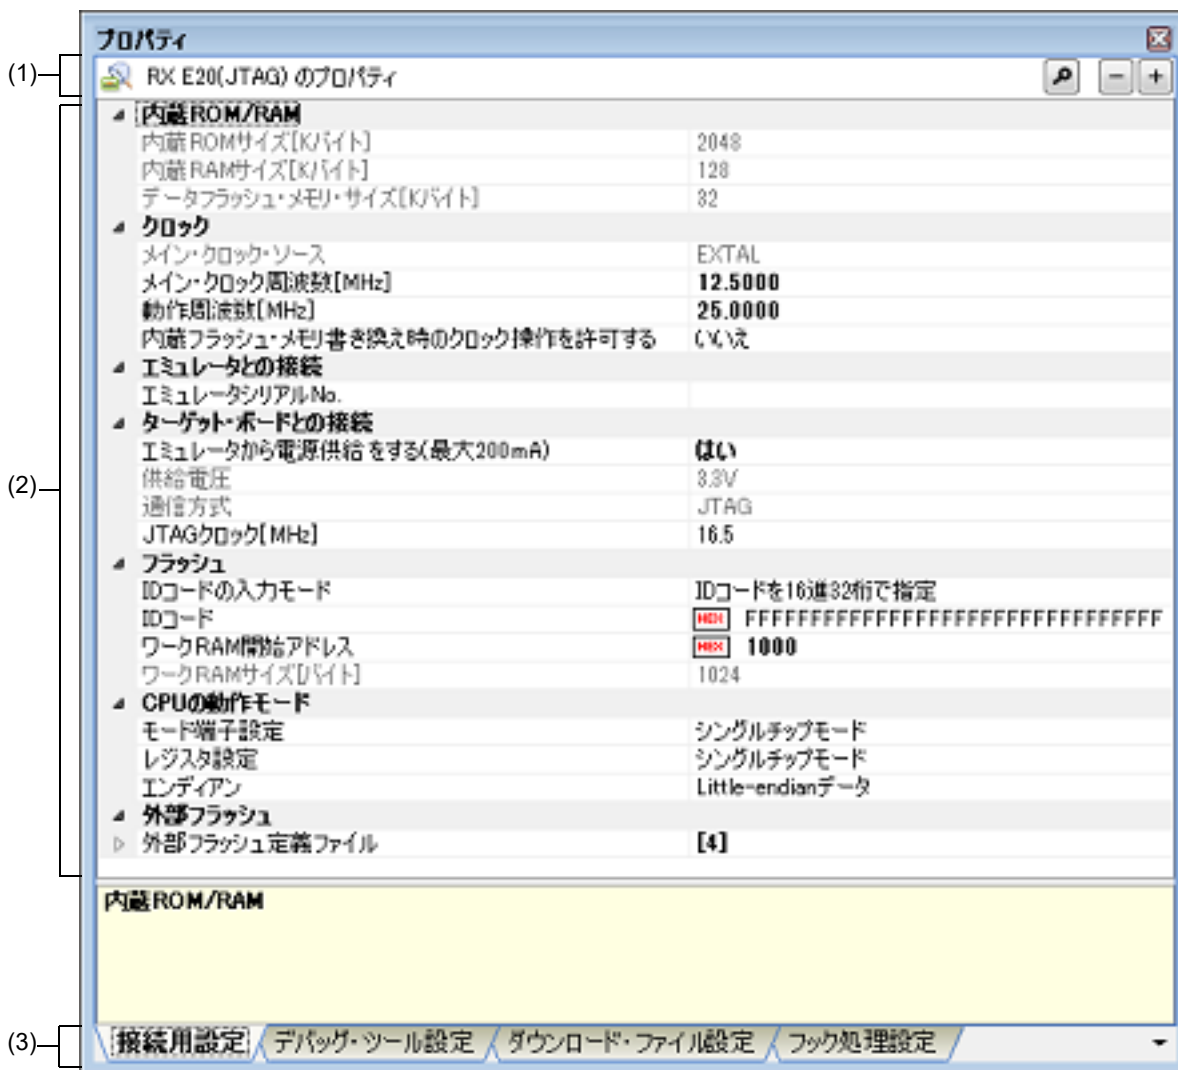 プロパティ
(1)
RX E20(JTAG) のプロパティ
(2)
内蔵ROM/RAM
内蔵ROMサイズ[Kバイト] 2048
内蔵RAMサイズ[Kバイト] 128
データフラッシュ・メモリ・サイズ[Kバイト] 32
クロック
メイン・クロック・ソース EXTAL
メイン・クロック周波数[MHz] 12.5000
動作周波数[MHz] 25.0000
内蔵フラッシュ・メモリ書き換え時のクロック操作を許可する いいえ
エミュレータとの接続
エミュレータシリアルNo.
ターゲット・ボードとの接続
エミュレータから電源供給をする(最大200mA) はい
供給電圧 3.3V
通信方式 JTAG
JTAGクロック[MHz] 16.5
フラッシュ
IDコードの入力モード IDコードを16進32桁で指定
IDコード HEX FFFFFFFFFFFFFFFFFFFFFFFFFFFFFFFF
ワークRAM開始アドレス HEX 1000
ワークRAMサイズ[バイト] 1024
CPUの動作モード
モード端子設定 シングルチップモード
レジスタ設定 シングルチップモード
エンディアン Little-endianデータ
外部フラッシュ
外部フラッシュ定義ファイル [4]
内蔵ROM/RAM
(3)
接続用設定 デバッグ・ツール設定 ダウンロード・ファイル設定 フック処理設定